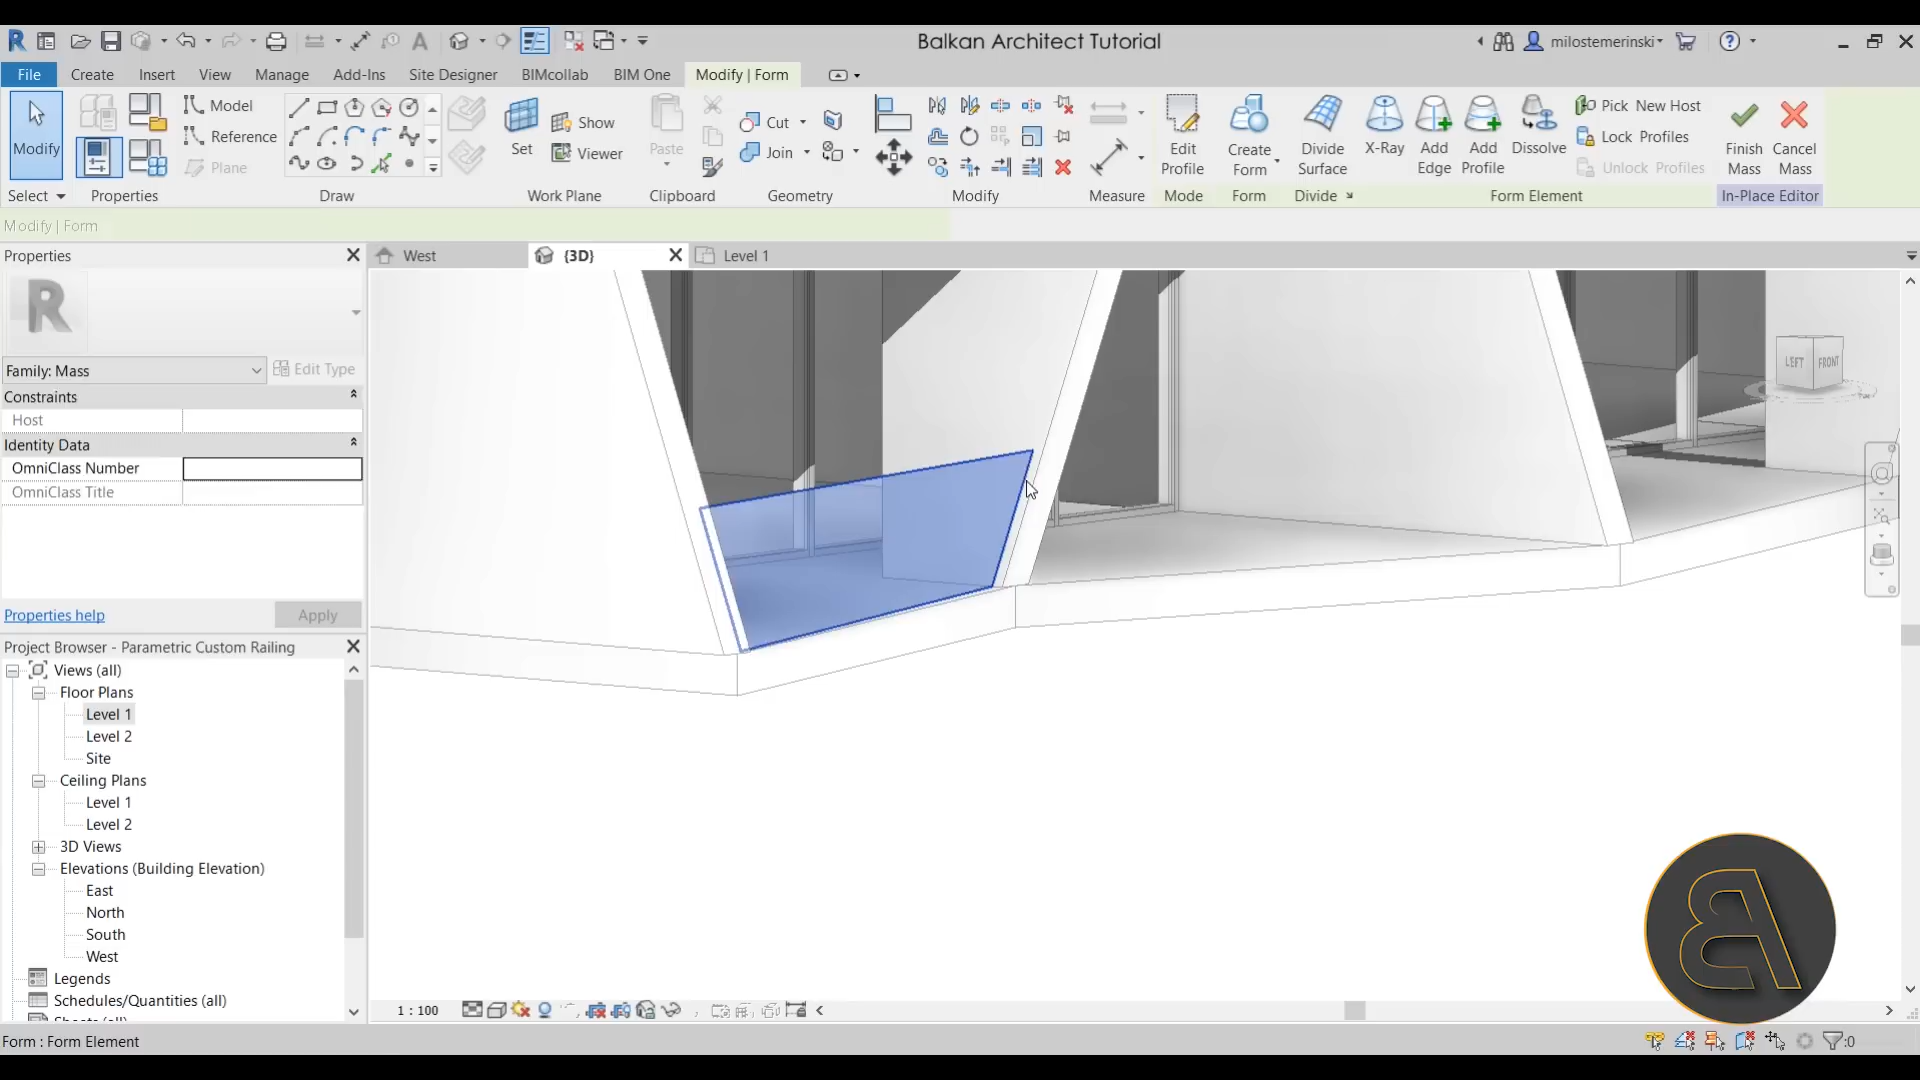 Balkan Architect Tutorial
milostemerinski
File Create Insert View Manage Add-Ins Site Designer BIMcollab BIM One Modify | Form
Modify
Model
Reference
Plane
Set
Show
Viewer
Paste
Cut
Join
Edit Profile
Create Form
Divide Surface
X-Ray
Add Edge
Add Profile
Dissolve
Pick New Host
Lock Profiles
Unlock Profiles
Finish Mass
Cancel Mass
Select Properties Draw Work Plane Clipboard Geometry Modify Measure Mode Form Divide Form Element In-Place Editor
Modify | Form
Properties
West
{3D}
Level 1
R
Family: Mass
Edit Type
Constraints
Host
Identity Data
OmniClass Number
OmniClass Title
Properties help
Apply
LEFT FRONT
Project Browser - Parametric Custom Railing
Views (all)
Floor Plans
Level 1
Level 2
Site
Ceiling Plans
Level 1
Level 2
3D Views
Elevations (Building Elevation)
East
North
South
West
Legends
Schedules/Quantities (all)
Sheets (all)
1 : 100
Form : Form Element
:0